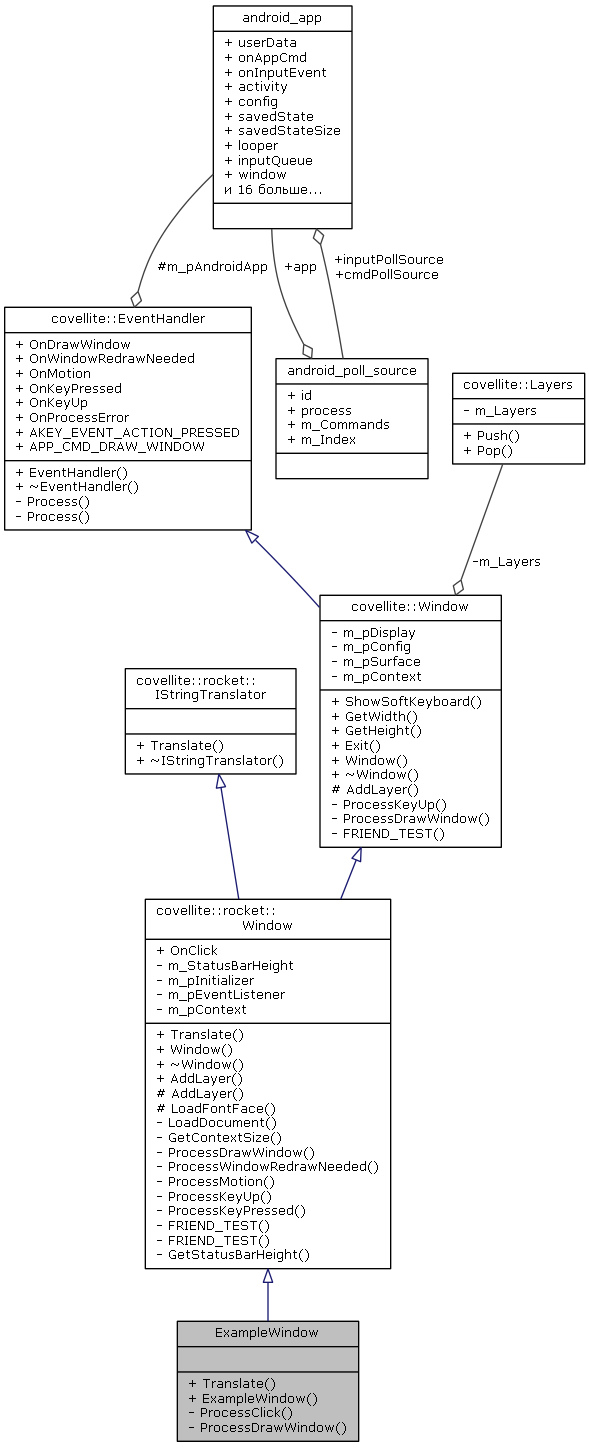 android_app
+ userData
+ onAppCmd
+ onInputEvent
+ activity
+ config
+ savedState
+ savedStateSize
+ looper
+ inputQueue
+ window
и 16 больше...
#m_pAndroidApp
+app
+inputPollSource
+cmdPollSource
covellite::EventHandler
+ OnDrawWindow
+ OnWindowRedrawNeeded
+ OnMotion
+ OnKeyPressed
+ OnKeyUp
+ OnProcessError
+ AKEY_EVENT_ACTION_PRESSED
+ APP_CMD_DRAW_WINDOW
+ EventHandler()
+ ~EventHandler()
- Process()
- Process()
android_poll_source
+ id
+ process
+ m_Commands
+ m_Index
covellite::Layers
- m_Layers
+ Push()
+ Pop()
-m_Layers
covellite::Window
- m_pDisplay
- m_pConfig
- m_pSurface
- m_pContext
+ ShowSoftKeyboard()
+ GetWidth()
+ GetHeight()
+ Exit()
+ Window()
+ ~Window()
# AddLayer()
- ProcessKeyUp()
- ProcessDrawWindow()
- FRIEND_TEST()
covellite::rocket::
IStringTranslator
+ Translate()
+ ~IStringTranslator()
covellite::rocket::
Window
+ OnClick
- m_StatusBarHeight
- m_pInitializer
- m_pEventListener
- m_pContext
+ Translate()
+ Window()
+ ~Window()
+ AddLayer()
# AddLayer()
# LoadFontFace()
- LoadDocument()
- GetContextSize()
- ProcessDrawWindow()
- ProcessWindowRedrawNeeded()
- ProcessMotion()
- ProcessKeyUp()
- ProcessKeyPressed()
- FRIEND_TEST()
- FRIEND_TEST()
- GetStatusBarHeight()
ExampleWindow
+ Translate()
+ ExampleWindow()
- ProcessClick()
- ProcessDrawWindow()